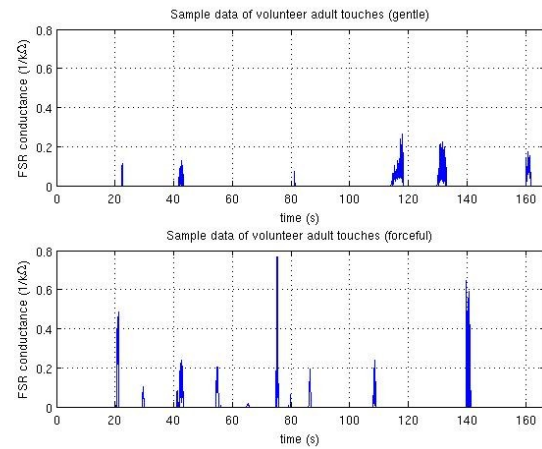 Sample data of volunteer adult touches (gentle)
FSR conductance (1/kΩ)
0.8
0.6
0.4
0.2
0
0 20 40 60 80 100 120 140 160
time (s)
Sample data of volunteer adult touches (forceful)
FSR conductance (1/kΩ)
0.8
0.6
0.4
0.2
0
0 20 40 60 80 100 120 140 160
time (s)